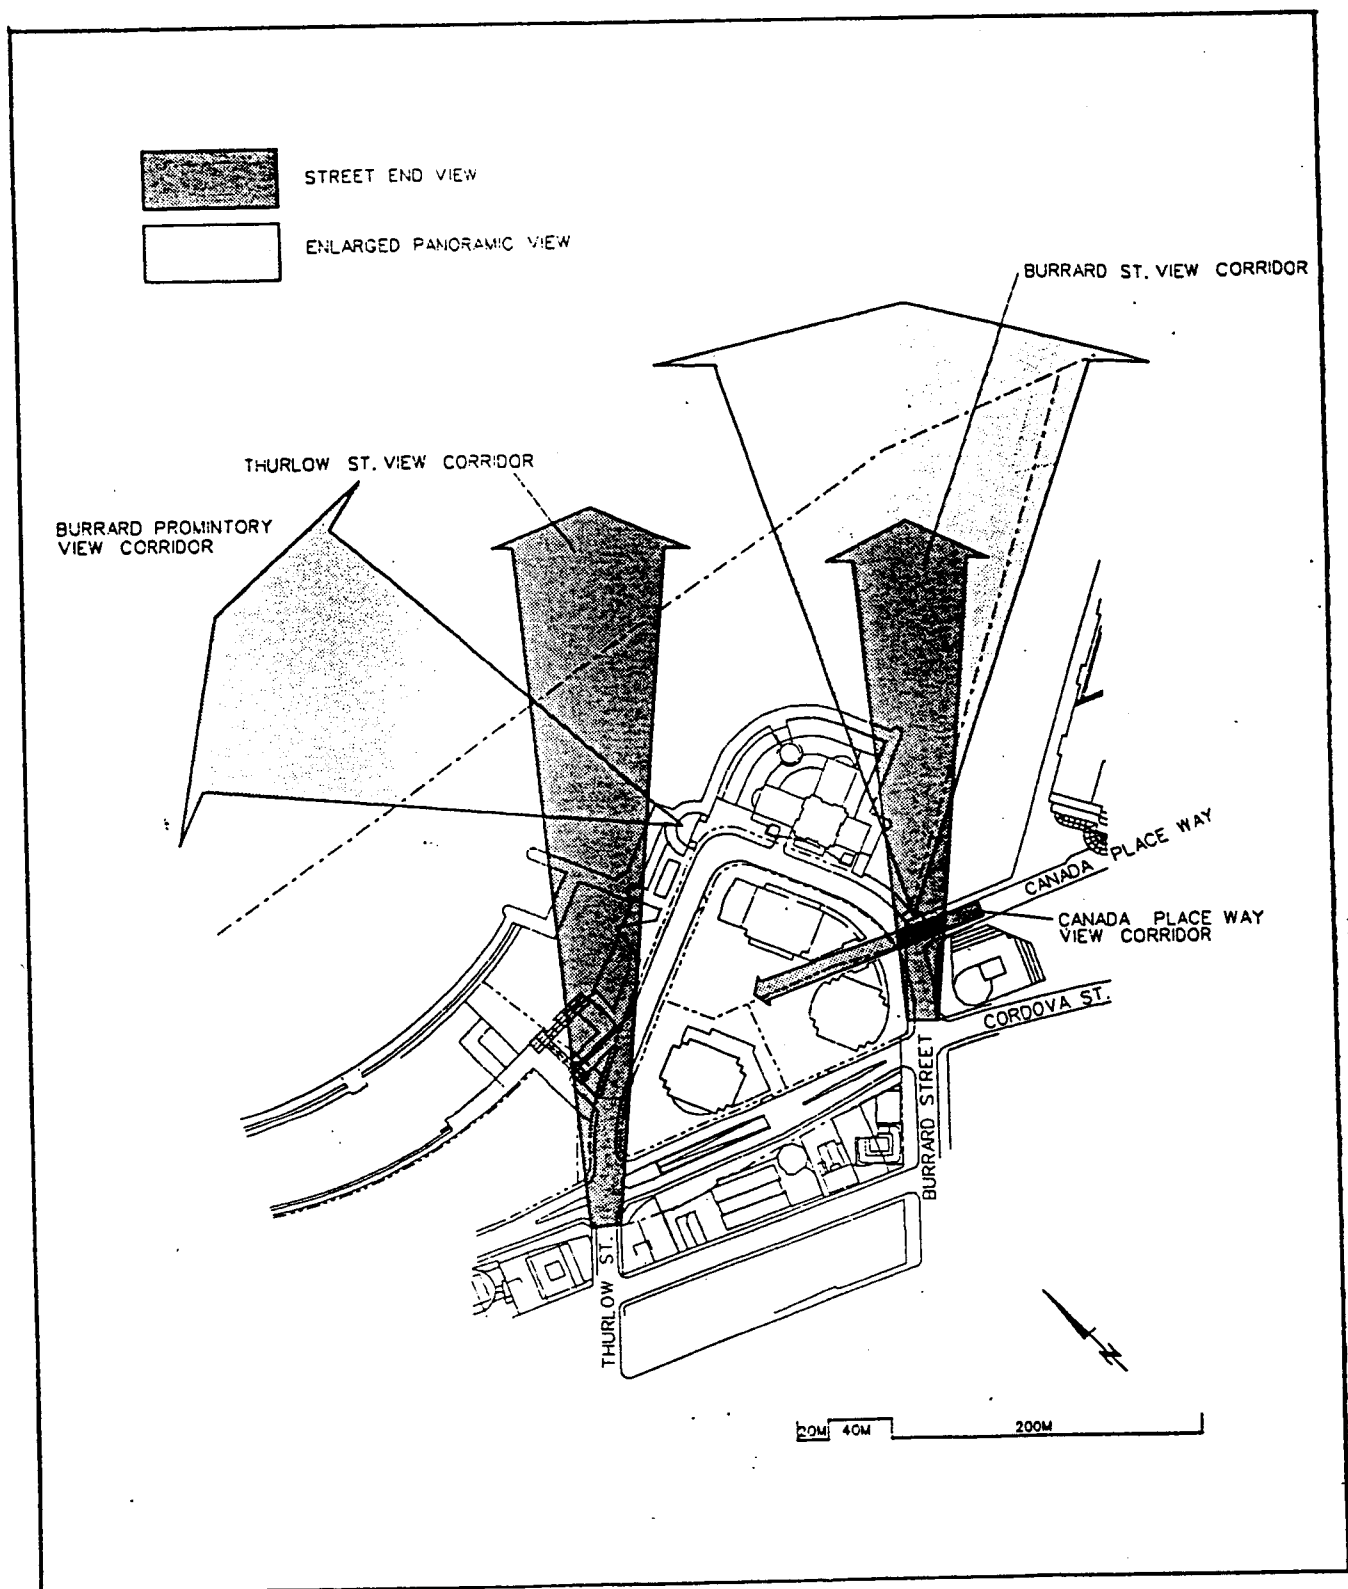 STREET END VIEW
ENLARGED PANORAMIC VIEW
BURRARD ST. VIEW CORRIDOR
THURLOW ST. VIEW CORRIDOR
BURRARD PROMINTORY
VIEW CORRIDOR
CANADA PLACE WAY
CANADA PLACE WAY
VIEW CORRIDOR
CORDOVA ST.
BURRARD STREET
THURLOW ST.
N
20M 40M 200M